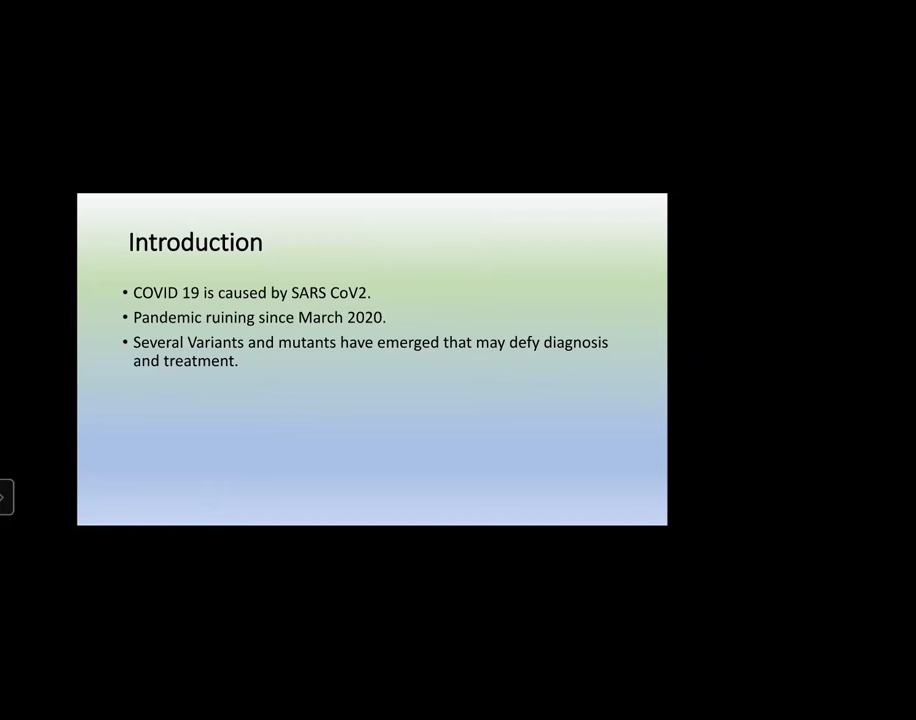 Introduction
• COVID 19 is caused by SARS CoV2.
• Pandemic ruining since March 2020.
• Several Variants and mutants have emerged that may defy diagnosis
and treatment.